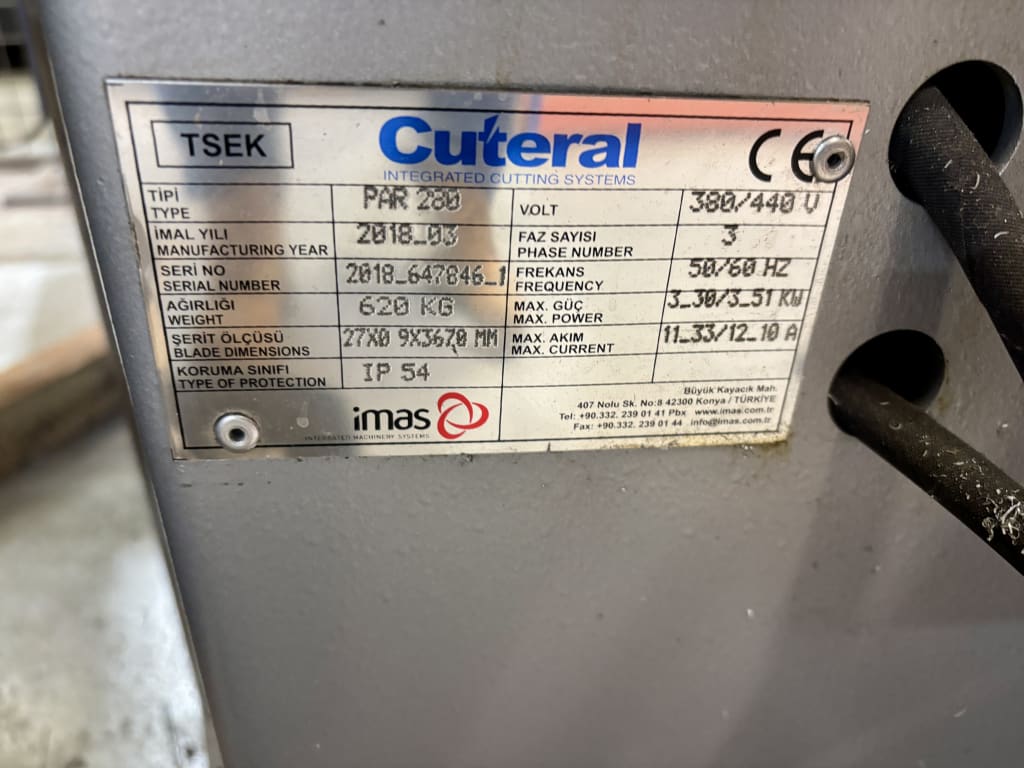 TSEK
Cuteral
INTEGRATED CUTTING SYSTEMS
CE
TİPİ
TYPE
PAR 280
VOLT
380/440 V
İMAL YILI
MANUFACTURING YEAR
2018_03
FAZ SAYISI
PHASE NUMBER
3
SERİ NO
SERIAL NUMBER
2018_647846_1
FREKANS
FREQUENCY
50/60 HZ
AĞIRLIĞI
WEIGHT
620 KG
MAX. GÜÇ
MAX. POWER
3_30/3_51 KW
ŞERİT ÖLÇÜSÜ
BLADE DIMENSIONS
27X0 9X3670 MM
MAX. AKIM
MAX. CURRENT
11_33/12_10 A
KORUMA SINIFI
TYPE OF PROTECTION
IP 54
imas
INTEGRATED MACHINERY SYSTEMS
Büyük Kayacık Mah.
407 Nolu Sk. No:8 42300 Konya / TÜRKİYE
Tel: +90.332. 239 01 41 Pbx www.imas.com.tr
Fax: +90.332. 239 01 44 info@imas.com.tr